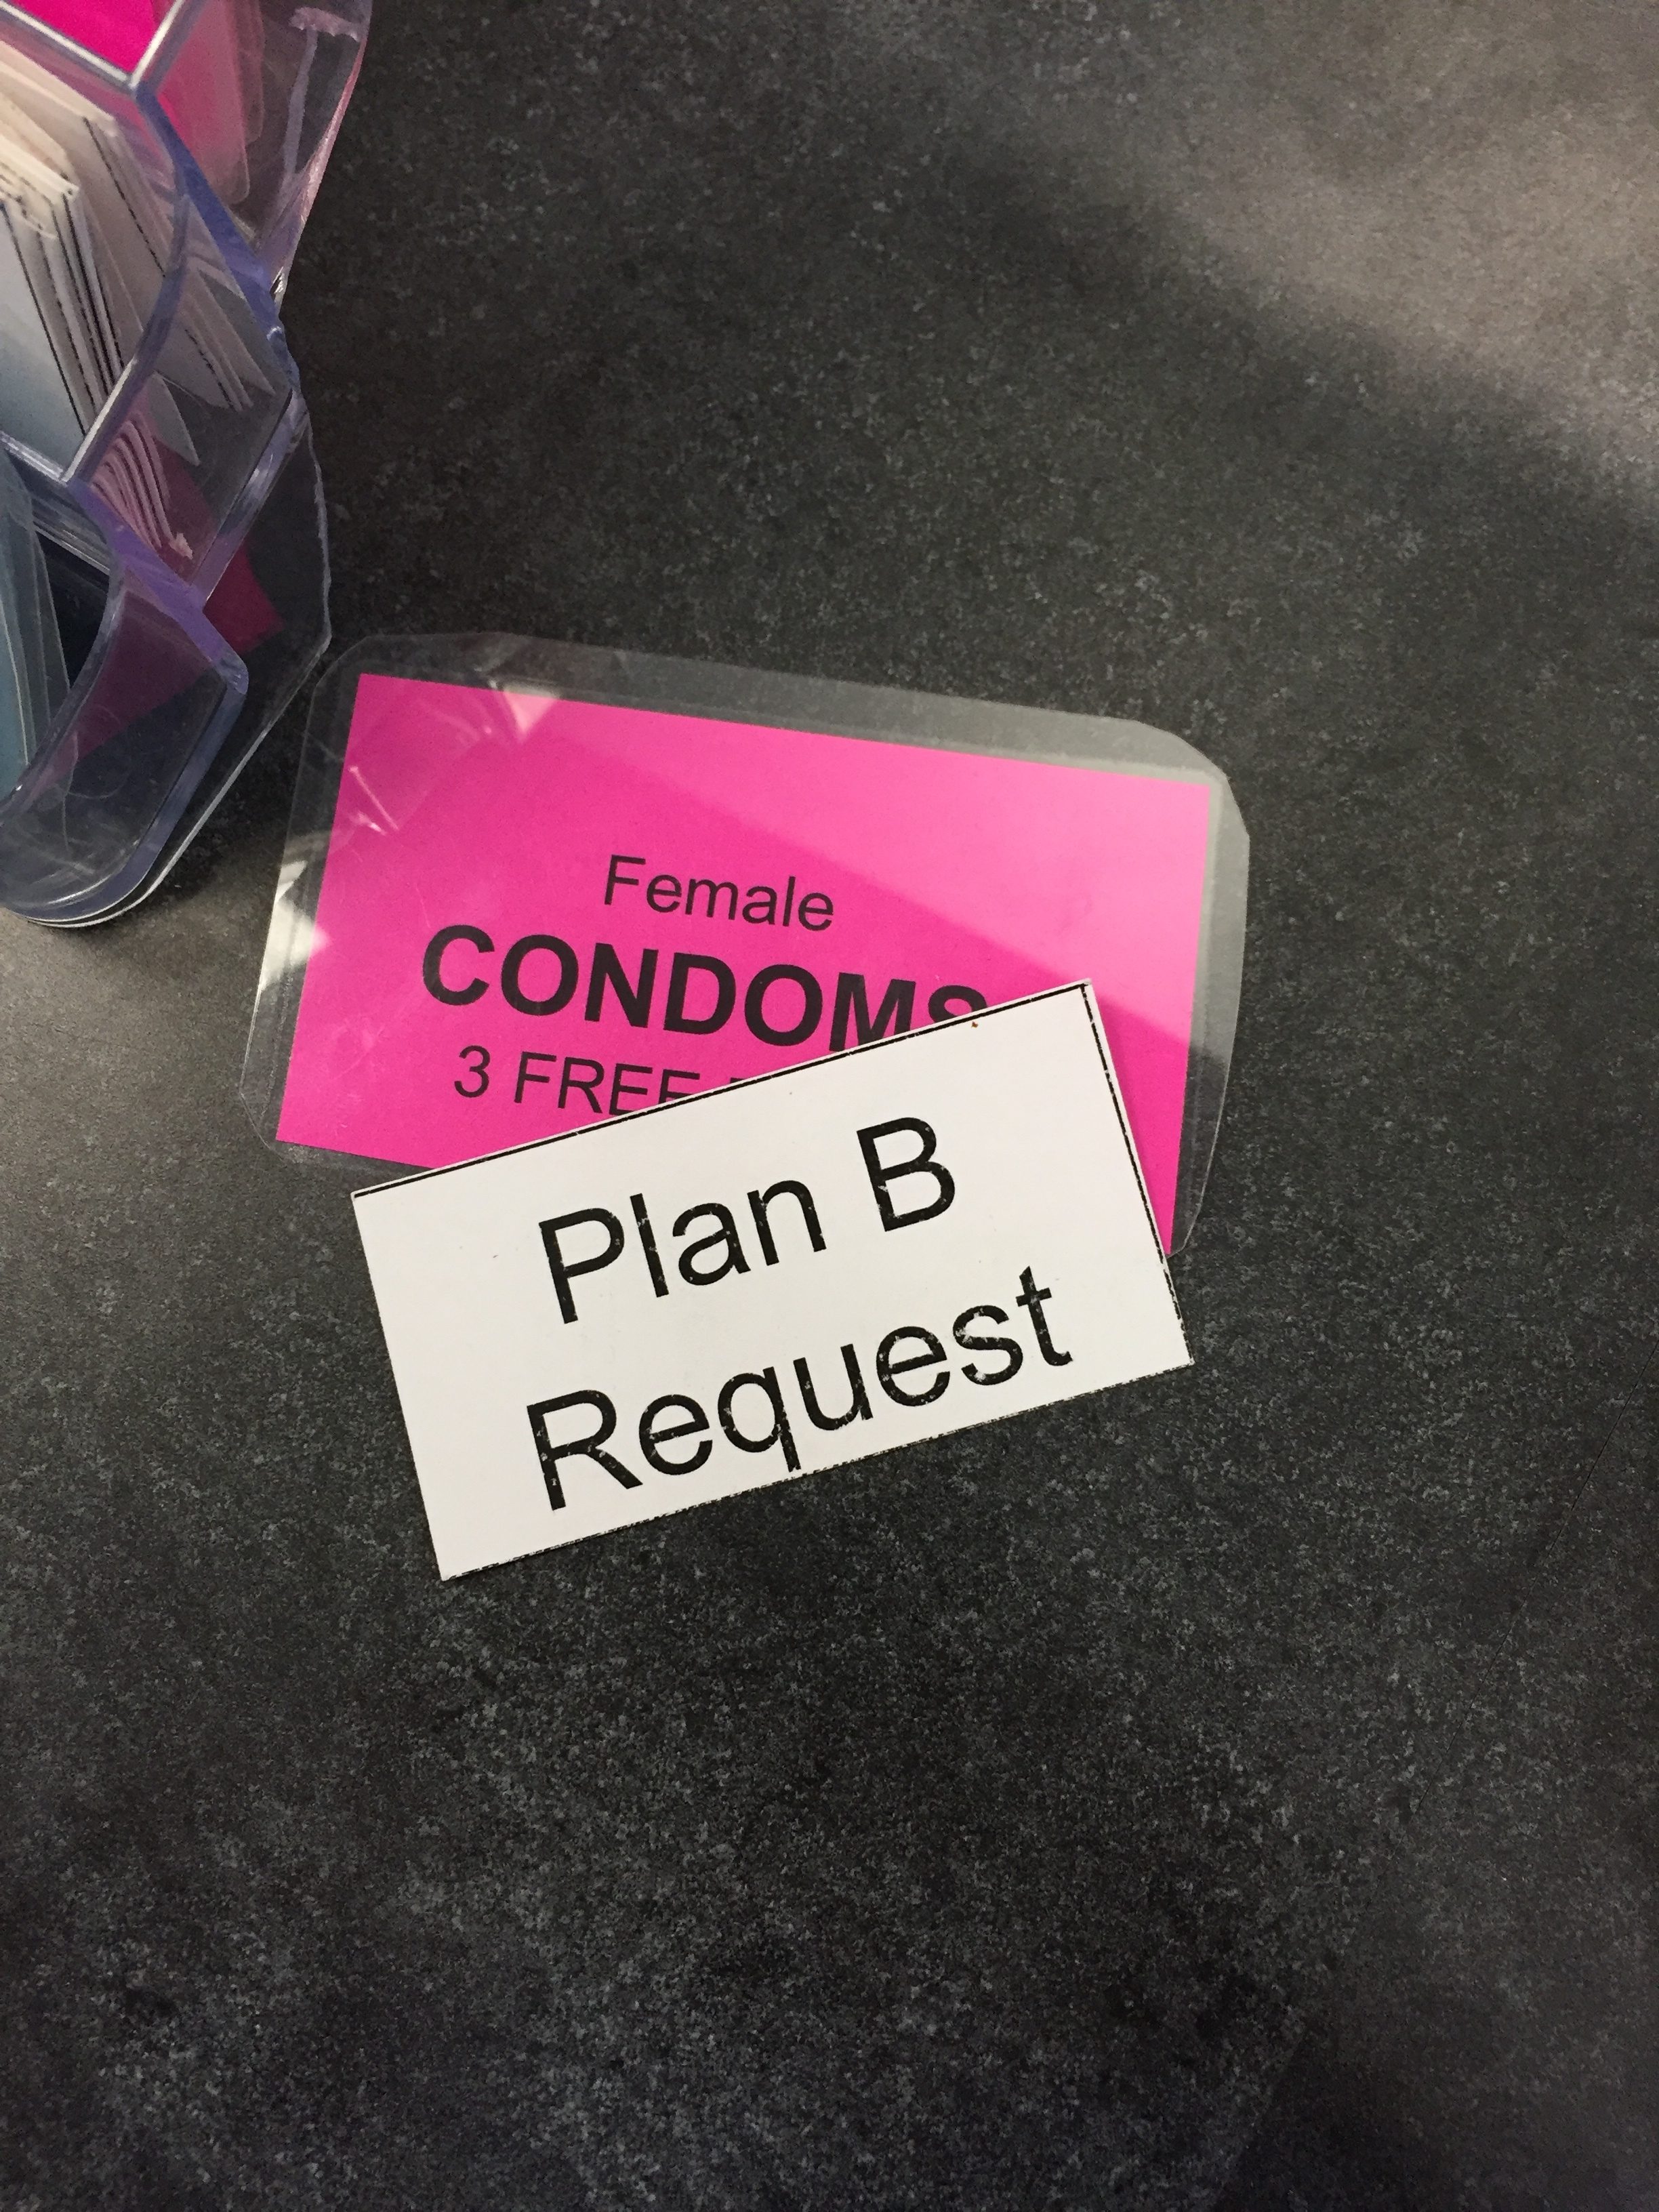 Female
CONDOMS
3 FREE
Plan B
Request